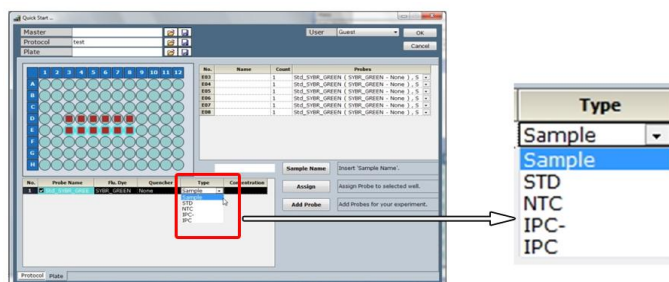 Quick Start ...
Master
Protocol test
Plate
User Guest OK
Cancel
1 2 3 4 5 6 7 8 9 10 11 12
A
B
C
D
E
F
G
H
No. Name Count Probes
E03 1 Std_SYBR_GREEN ( SYBR_GREEN - None ) , S
E04 1 Std_SYBR_GREEN ( SYBR_GREEN - None ) , S
E05 1 Std_SYBR_GREEN ( SYBR_GREEN - None ) , S
E06 1 Std_SYBR_GREEN ( SYBR_GREEN - None ) , S
E07 1 Std_SYBR_GREEN ( SYBR_GREEN - None ) , S
E08 1 Std_SYBR_GREEN ( SYBR_GREEN - None ) , S
Sample Name Insert 'Sample Name'.
Assign Assign Probe to selected well.
Add Probe Add Probes for your experiment.
No. Probe Name Flu. Dye Quencher Type Concentration
1 SYBR_GREEN None Sample
Sample
STD
NTC
IPC-
IPC
Protocol Plate
Type
Sample
Sample
STD
NTC
IPC-
IPC